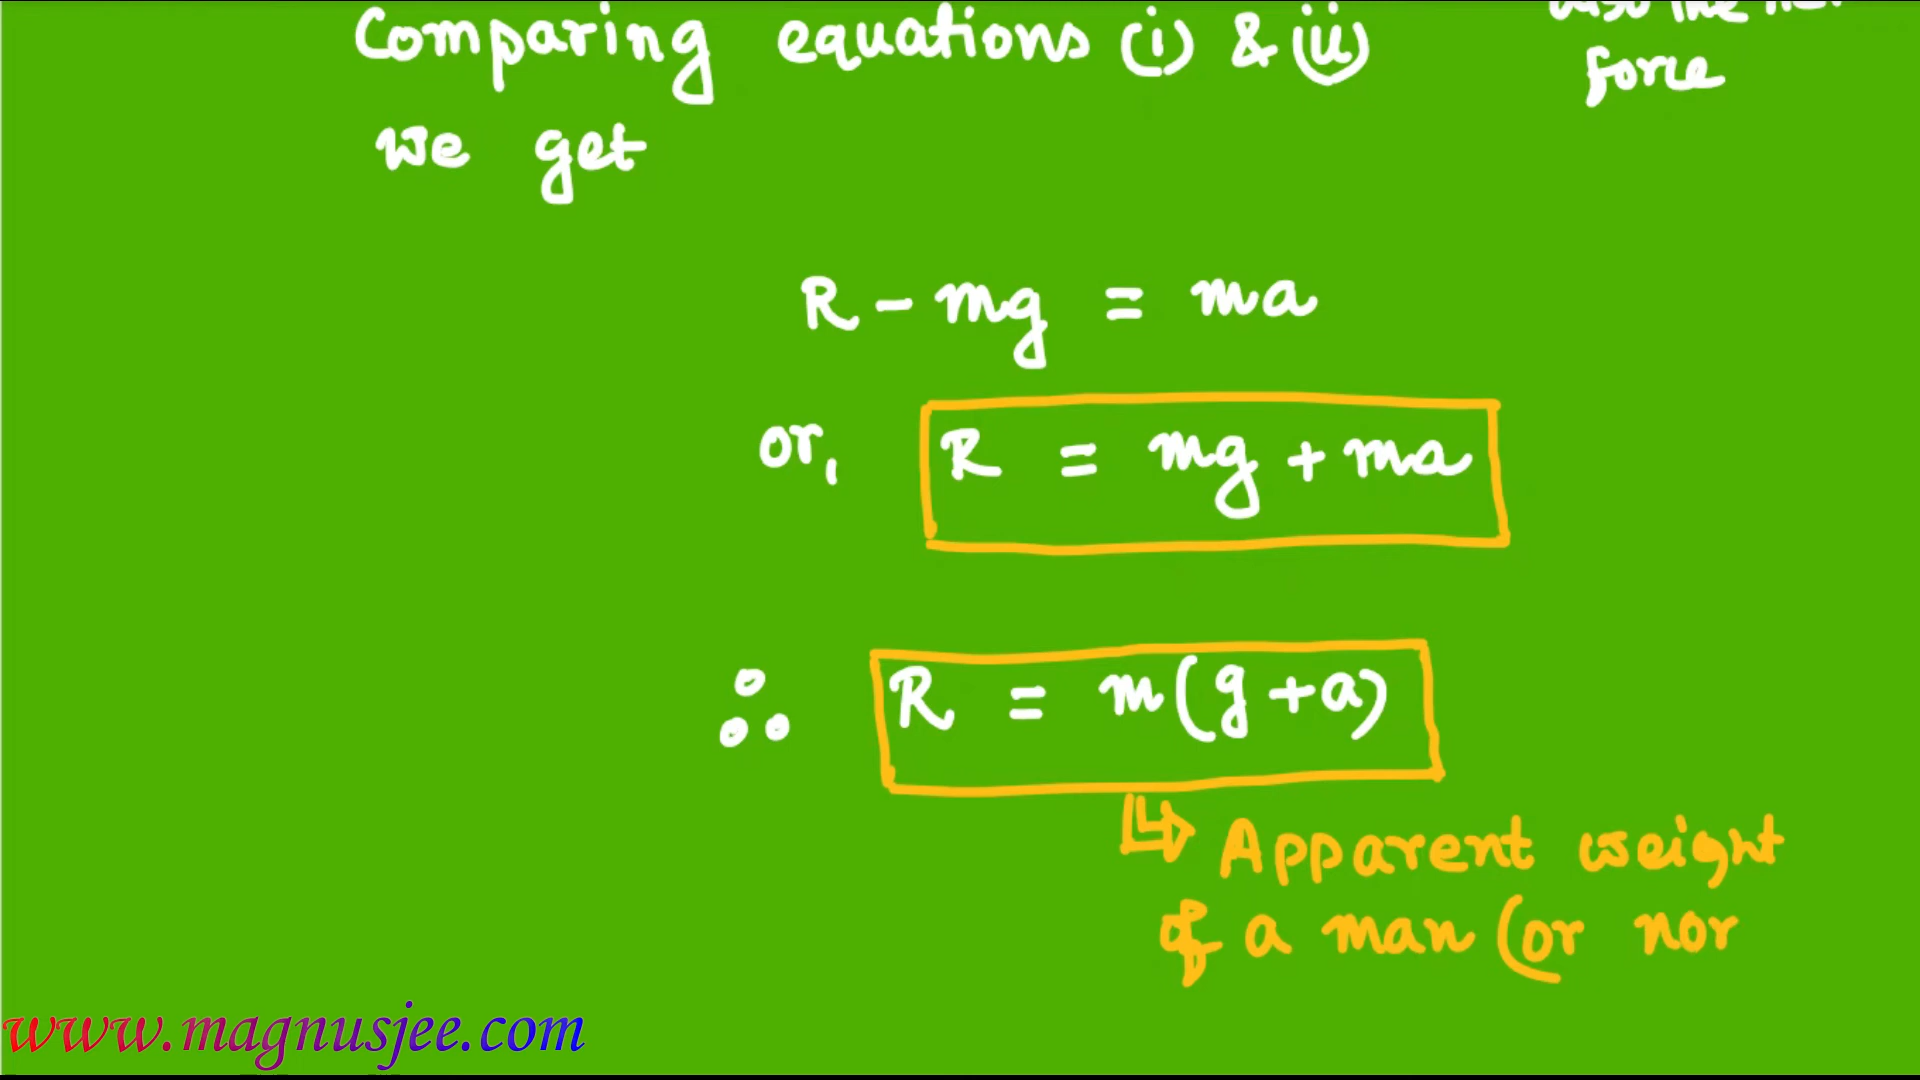 Comparing equations (i) & (ii)
force
we get
R - mg = ma
or, R = mg + ma
∴ R = m(g + a)
Apparent weight
of a man (or nor
www.magnusjee.com